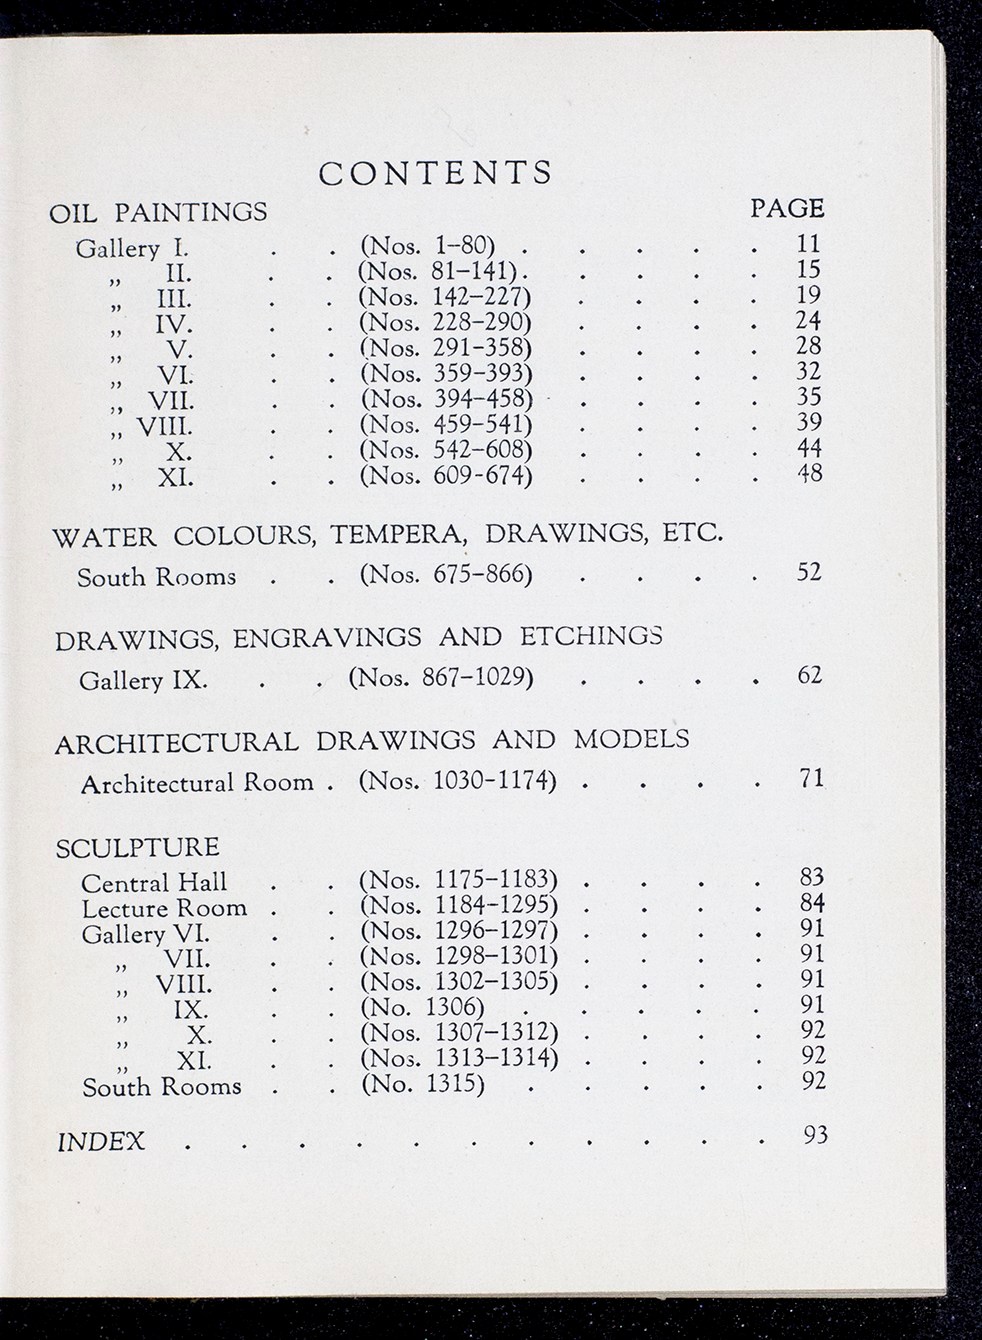 CONTENTS
OIL PAINTINGS PAGE
Gallery I. . . (Nos. 1–80) . . . . . 11
„ II. . . (Nos. 81–141) . . . . . 15
„ III. . . (Nos. 142–227) . . . . 19
„ IV. . . (Nos. 228–290) . . . . 24
„ V. . . (Nos. 291–358) . . . . 28
„ VI. . . (Nos. 359–393) . . . . 32
„ VII. . . (Nos. 394–458) . . . . 35
„ VIII. . . (Nos. 459–541) . . . . 39
„ X. . . (Nos. 542–608) . . . . 44
„ XI. . . (Nos. 609-674) . . . . 48
WATER COLOURS, TEMPERA, DRAWINGS, ETC.
South Rooms . . (Nos. 675–866) . . . . 52
DRAWINGS, ENGRAVINGS AND ETCHINGS
Gallery IX. . . (Nos. 867–1029) . . . . 62
ARCHITECTURAL DRAWINGS AND MODELS
Architectural Room . (Nos. 1030-1174) . . . . 71
SCULPTURE
Central Hall . . (Nos. 1175–1183) . . . . 83
Lecture Room . . (Nos. 1184–1295) . . . . 84
Gallery VI. . . (Nos. 1296–1297) . . . . 91
„ VII. . . (Nos. 1298–1301) . . . . 91
„ VIII. . . (Nos. 1302–1305) . . . . 91
„ IX. . . (No. 1306) . . . . . 91
„ X. . . (Nos. 1307–1312) . . . . 92
„ XI. . . (Nos. 1313–1314) . . . . 92
South Rooms . . (No. 1315) . . . . . 92
INDEX . . . . . . . . . . . 93